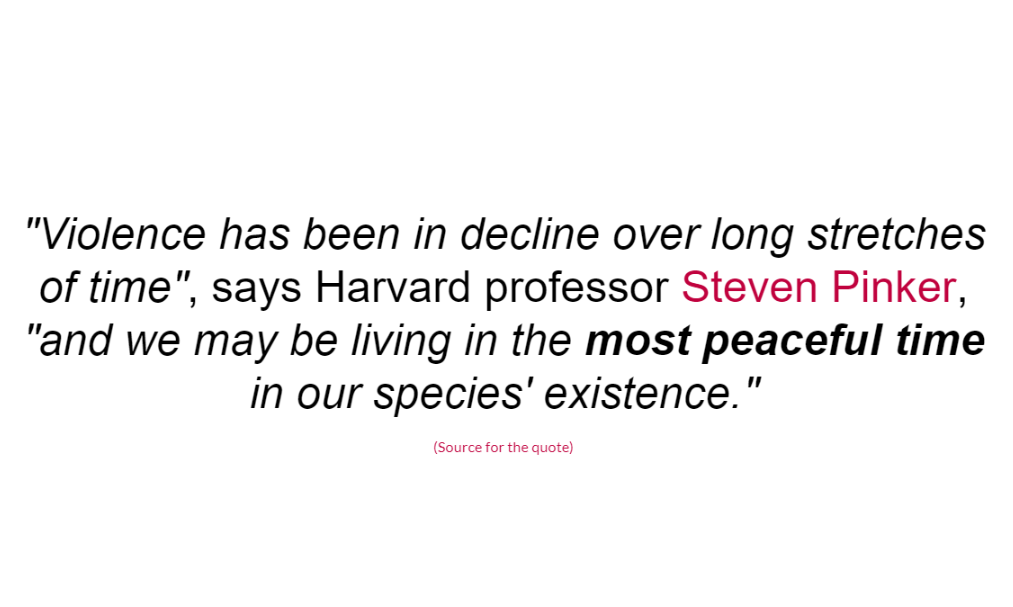 "Violence has been in decline over long stretches
of time", says Harvard professor Steven Pinker,
"and we may be living in the most peaceful time
in our species' existence."
(Source for the quote)